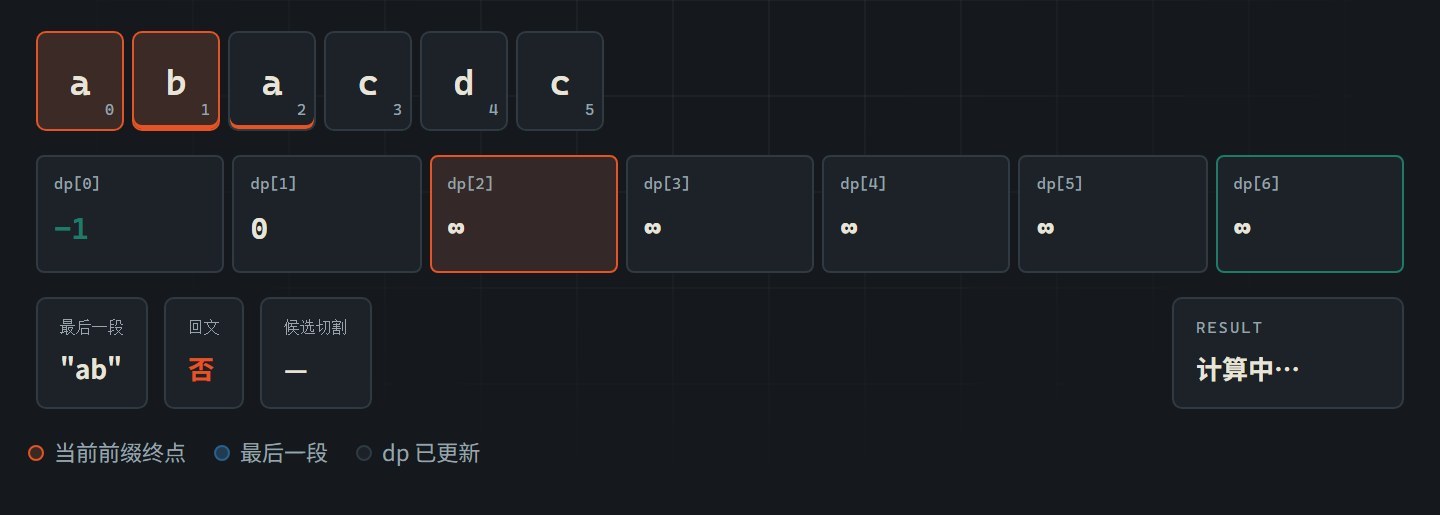 a 0 b 1 a 2 c 3 d 4 c 5
dp[0] dp[1] dp[2] dp[3] dp[4] dp[5] dp[6]
−1 0 ∞ ∞ ∞ ∞ ∞
最后一段 回文 候选切割 RESULT
"ab" 否 — 计算中…
当前前缀终点 最后一段 dp 已更新